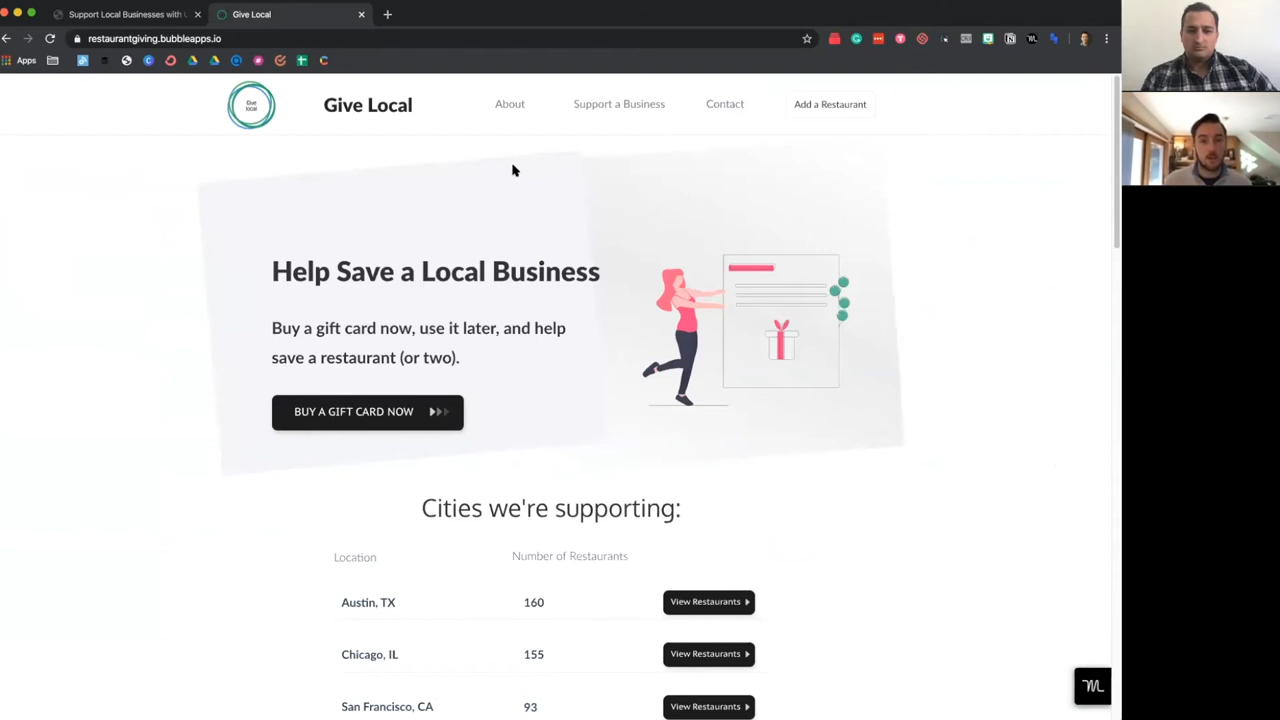 Support Local Businesses with
Give Local
restaurantgiving.bubbleapps.io
Apps
Give
local
Give Local
About
Support a Business
Contact
Add a Restaurant
Help Save a Local Business
Buy a gift card now, use it later, and help
save a restaurant (or two).
BUY A GIFT CARD NOW
Cities we're supporting:
Location
Number of Restaurants
Austin, TX
160
View Restaurants
Chicago, IL
155
View Restaurants
San Francisco, CA
93
View Restaurants